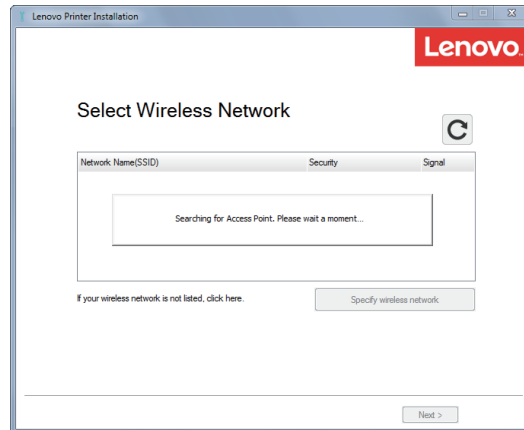 Lenovo Printer Installation
Lenovo.
Select Wireless Network
Network Name(SSID) Security Signal
Searching for Access Point. Please wait a moment...
If your wireless network is not listed, click here. Specify wireless network
Next >